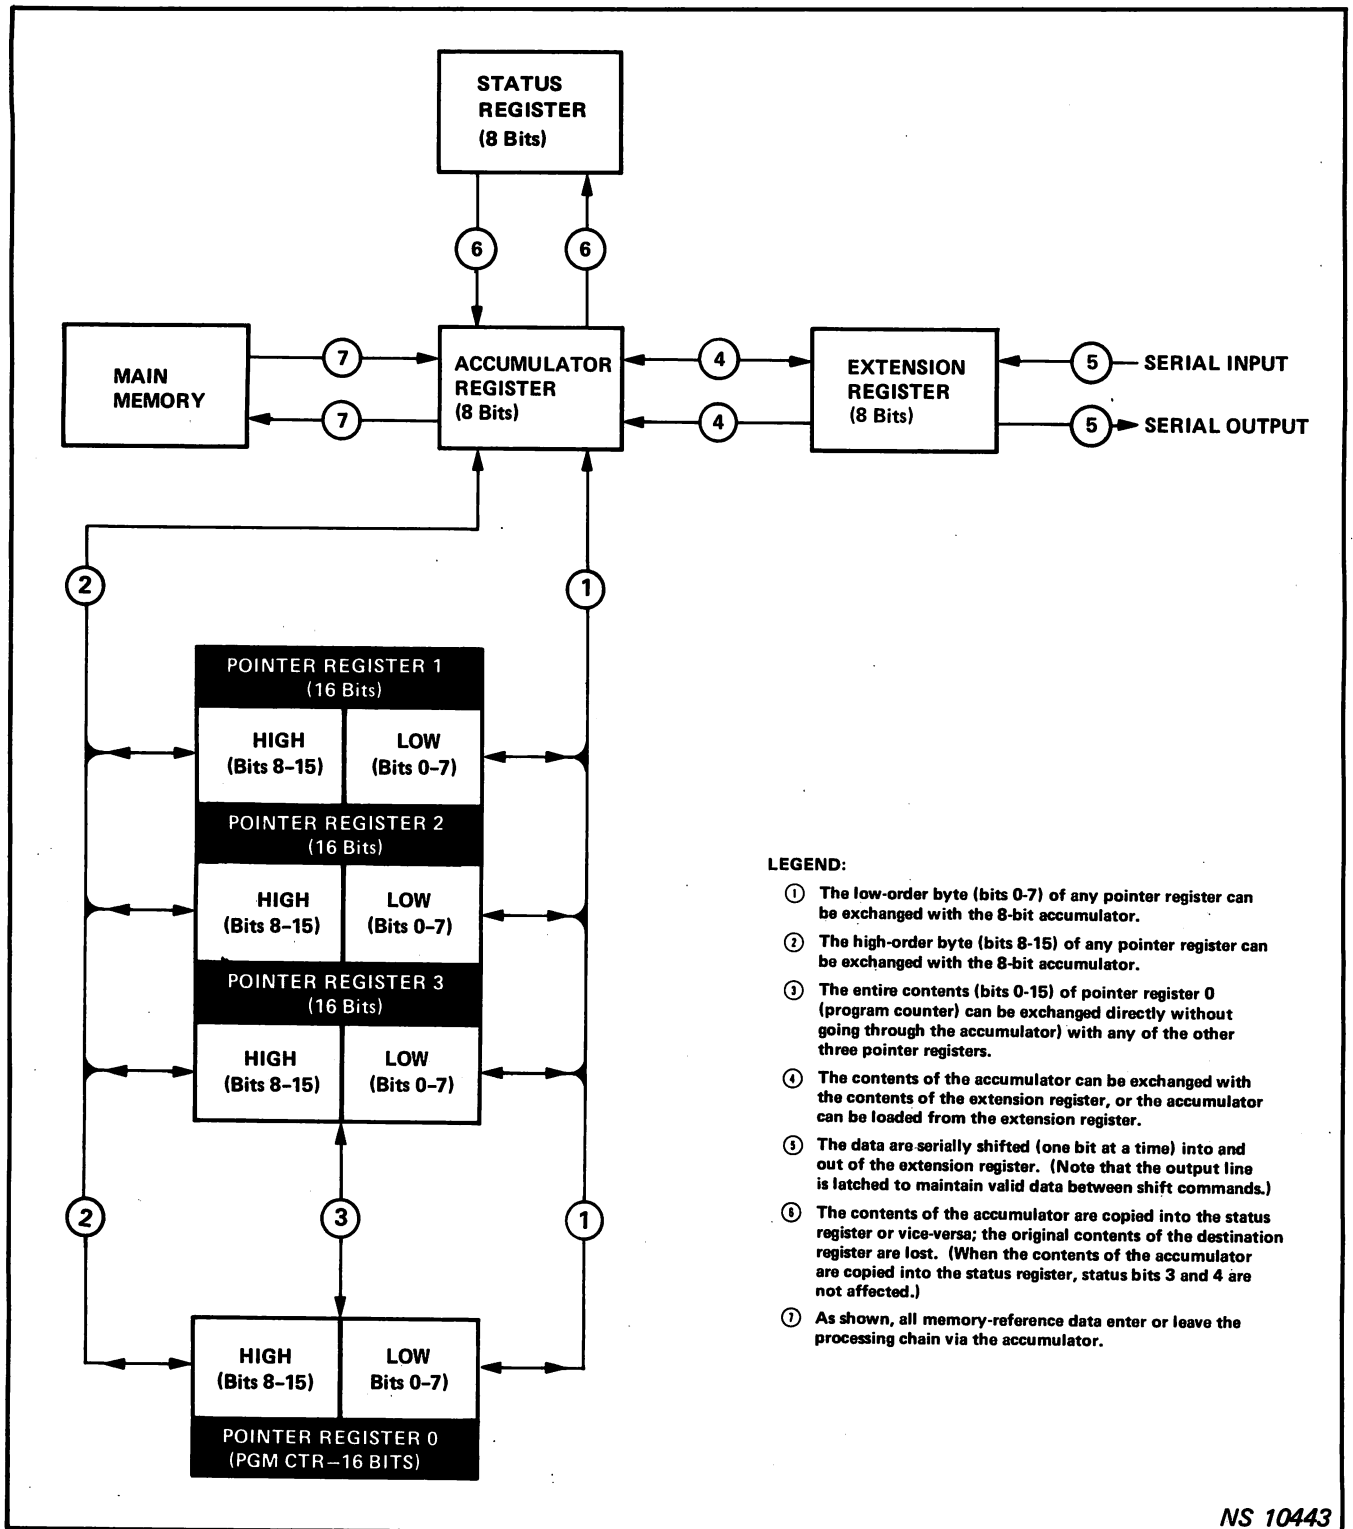 STATUS
REGISTER
(8 Bits)
6
6
MAIN
MEMORY
7
7
ACCUMULATOR
REGISTER
(8 Bits)
4
4
EXTENSION
REGISTER
(8 Bits)
5
SERIAL INPUT
5
SERIAL OUTPUT
2
1
POINTER REGISTER 1
(16 Bits)
HIGH
(Bits 8–15)
LOW
(Bits 0–7)
POINTER REGISTER 2
(16 Bits)
HIGH
(Bits 8–15)
LOW
(Bits 0–7)
POINTER REGISTER 3
(16 Bits)
HIGH
(Bits 8–15)
LOW
(Bits 0–7)
2
3
1
HIGH
(Bits 8–15)
LOW
Bits 0–7)
POINTER REGISTER 0
(PGM CTR–16 BITS)
LEGEND:
① The low-order byte (bits 0-7) of any pointer register can
be exchanged with the 8-bit accumulator.
② The high-order byte (bits 8-15) of any pointer register can
be exchanged with the 8-bit accumulator.
③ The entire contents (bits 0-15) of pointer register 0
(program counter) can be exchanged directly without
going through the accumulator) with any of the other
three pointer registers.
④ The contents of the accumulator can be exchanged with
the contents of the extension register, or the accumulator
can be loaded from the extension register.
⑤ The data are serially shifted (one bit at a time) into and
out of the extension register. (Note that the output line
is latched to maintain valid data between shift commands.)
⑥ The contents of the accumulator are copied into the status
register or vice-versa; the original contents of the destination
register are lost. (When the contents of the accumulator
are copied into the status register, status bits 3 and 4 are
not affected.)
⑦ As shown, all memory-reference data enter or leave the
processing chain via the accumulator.
NS 10443